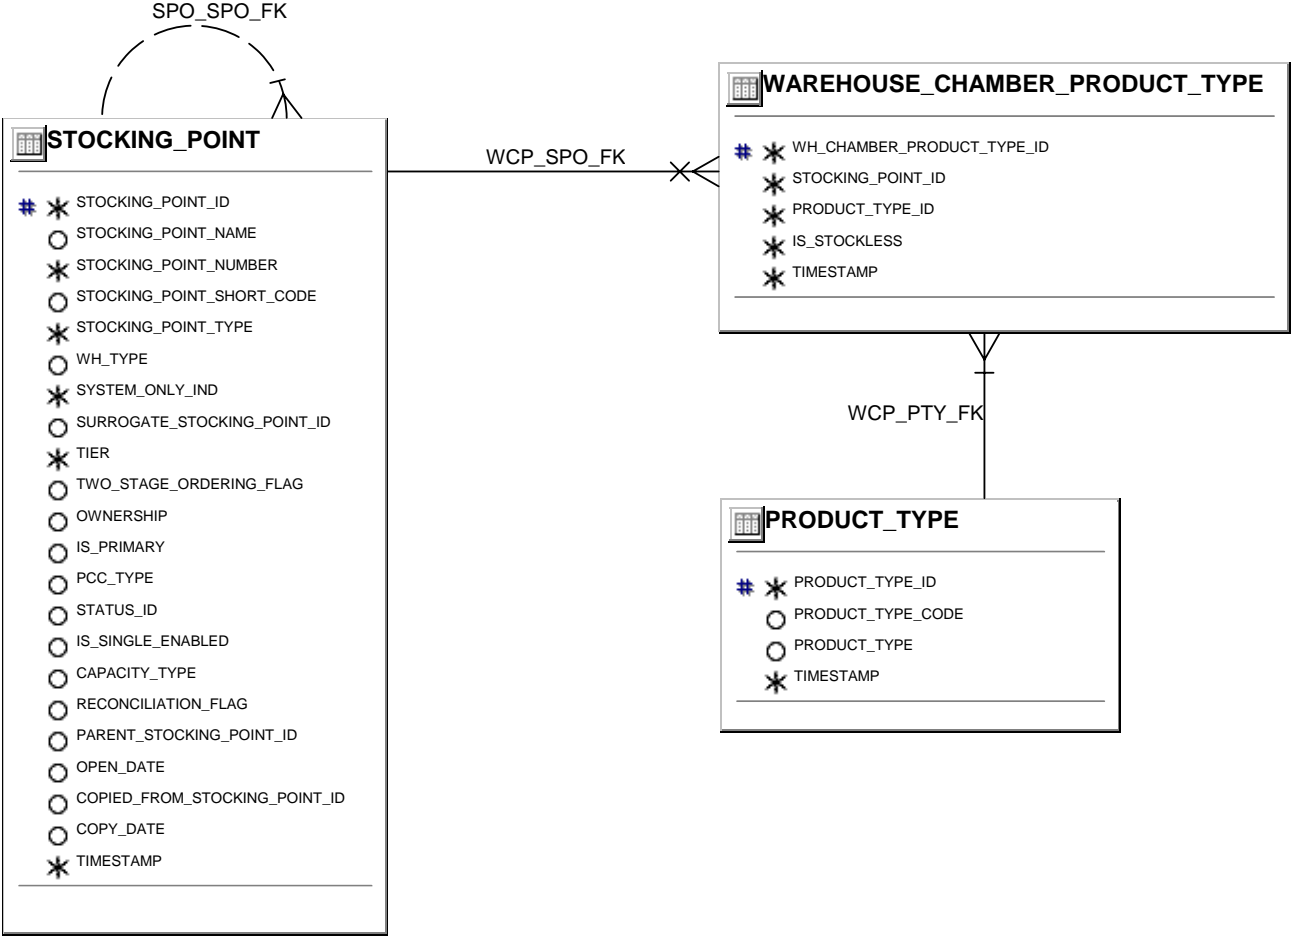 SPO_SPO_FK
STOCKING_POINT
STOCKING_POINT_ID
STOCKING_POINT_NAME
STOCKING_POINT_NUMBER
STOCKING_POINT_SHORT_CODE
STOCKING_POINT_TYPE
WH_TYPE
SYSTEM_ONLY_IND
SURROGATE_STOCKING_POINT_ID
TIER
TWO_STAGE_ORDERING_FLAG
OWNERSHIP
IS_PRIMARY
PCC_TYPE
STATUS_ID
IS_SINGLE_ENABLED
CAPACITY_TYPE
RECONCILIATION_FLAG
PARENT_STOCKING_POINT_ID
OPEN_DATE
COPIED_FROM_STOCKING_POINT_ID
COPY_DATE
TIMESTAMP
WCP_SPO_FK
WAREHOUSE_CHAMBER_PRODUCT_TYPE
WH_CHAMBER_PRODUCT_TYPE_ID
STOCKING_POINT_ID
PRODUCT_TYPE_ID
IS_STOCKLESS
TIMESTAMP
WCP_PTY_FK
PRODUCT_TYPE
PRODUCT_TYPE_ID
PRODUCT_TYPE_CODE
PRODUCT_TYPE
TIMESTAMP